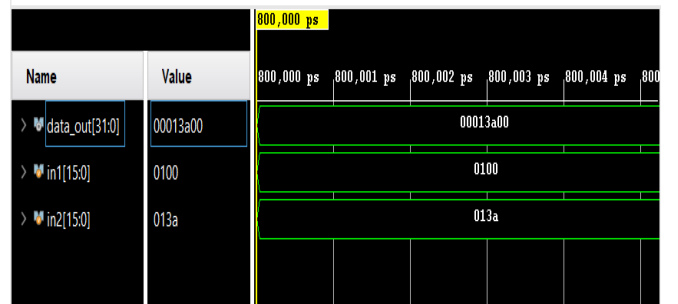 800,000 ps
Name Value 800,000 ps 800,001 ps 800,002 ps 800,003 ps 800,004 ps 800
data_out[31:0] 00013a00 00013a00
in1[15:0] 0100 0100
in2[15:0] 013a 013a